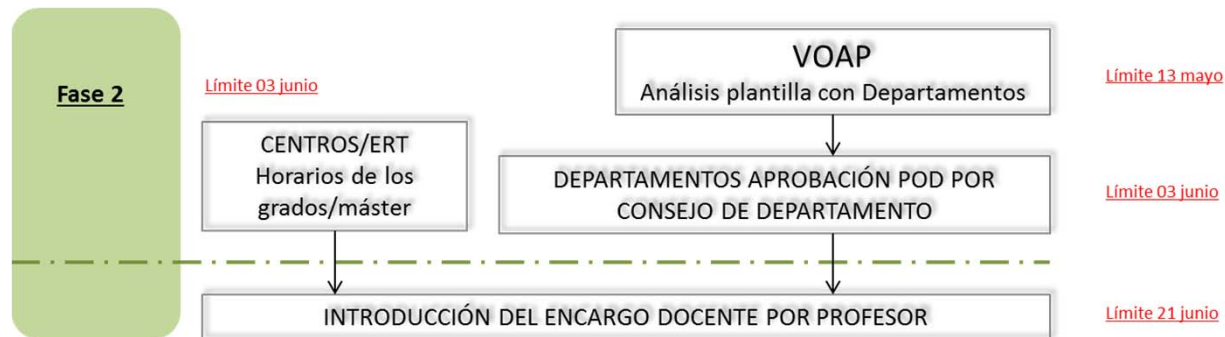 Fase 2
Límite 03 junio
VOAP
Análisis plantilla con Departamentos
Límite 13 mayo
CENTROS/ERT
Horarios de los
grados/máster
DEPARTAMENTOS APROBACIÓN POD POR
CONSEJO DE DEPARTAMENTO
Límite 03 junio
INTRODUCCIÓN DEL ENCARGO DOCENTE POR PROFESOR
Límite 21 junio